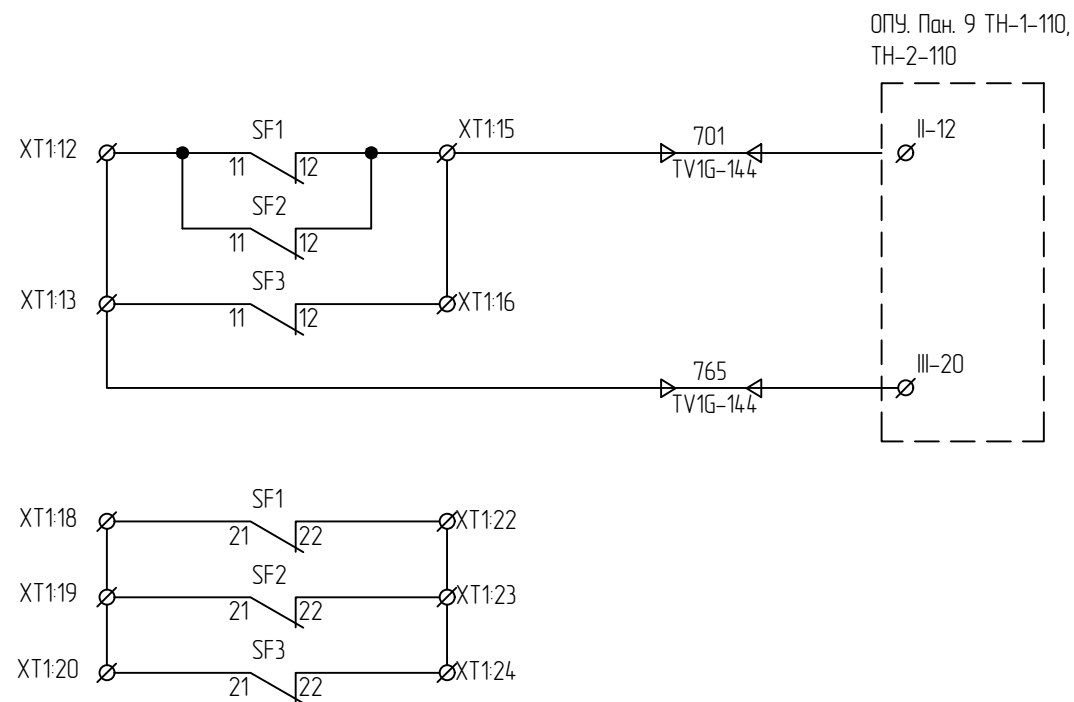 ОПУ. Пан. 9 ТН-1-110,
ТН-2-110
XT1:12
SF1
11
12
XT1:15
701
TV1G-144
II-12
SF2
11
12
XT1:13
SF3
11
12
XT1:16
765
TV1G-144
III-20
XT1:18
SF1
21
22
XT1:22
XT1:19
SF2
21
22
XT1:23
XT1:20
SF3
21
22
XT1:24